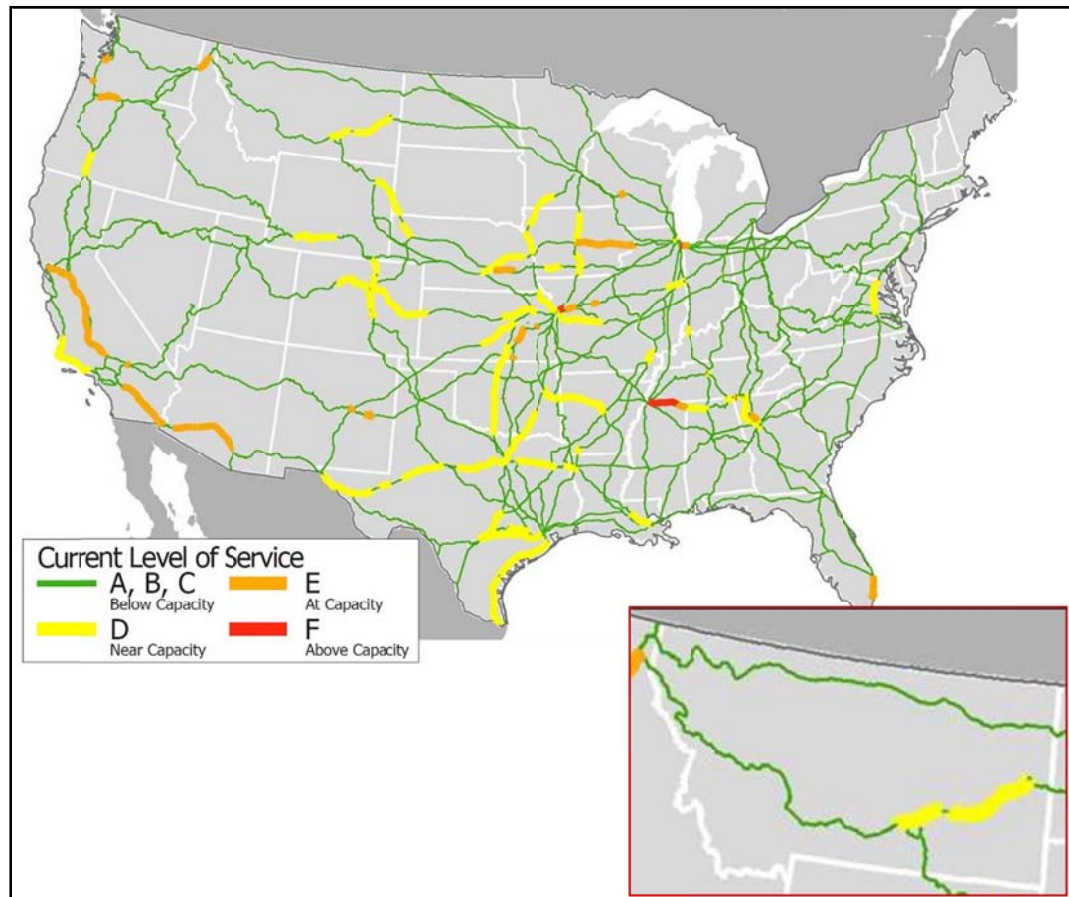 Current Level of Service
A, B, C
Below Capacity
E
At Capacity
D
Near Capacity
F
Above Capacity